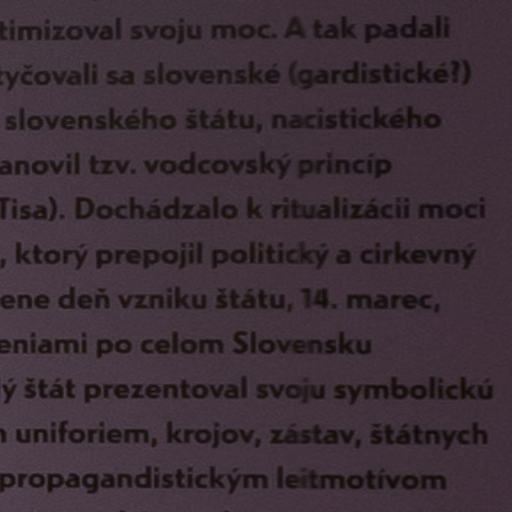 timizoval svoju moc. A tak padali
tyčovali sa slovenské (gardistické?)
slovenského štátu, nacistického
anovil tzv. vodcovský princíp
Tisa). Dochádzalo k ritualizácii moci
, ktorý prepojil politický a cirkevný
ene deň vzniku štátu, 14. marec,
eniami po celom Slovensku
lý štát prezentoval svoju symbolickú
uniforiem, krojov, zástav, štátnych
propagandistickým leitmotívom